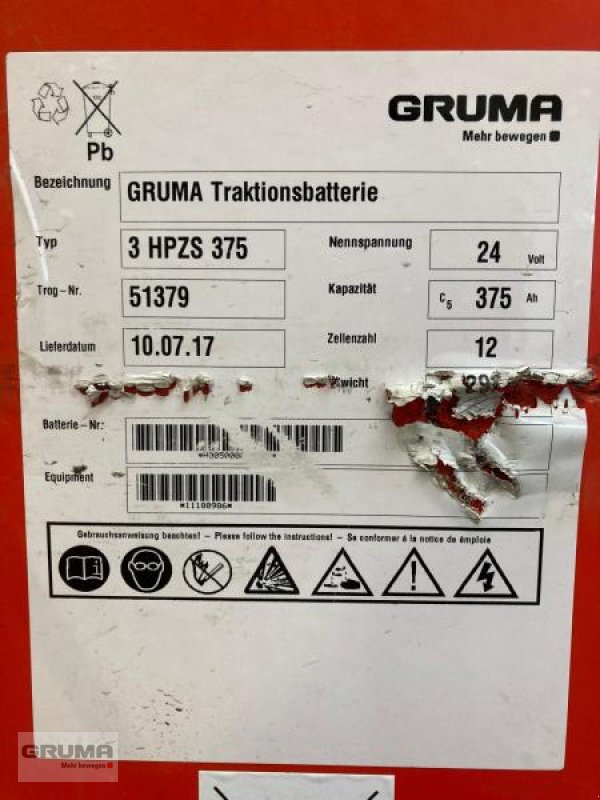 GRUMA
Mehr bewegen
Pb
Bezeichnung GRUMA Traktionsbatterie
Typ 3 HPZS 375 Nennspannung 24 Volt
Trog-Nr. 51379 Kapazität C5 375 Ah
Lieferdatum 10.07.17 Zellenzahl 12
Batterie-Nr:
Equipment
*11100986*
Gebrauchsanweisung beachten! – Please follow the instructions! – Se conformer à la notice de émploie
GRUMA
Mehr bewegen